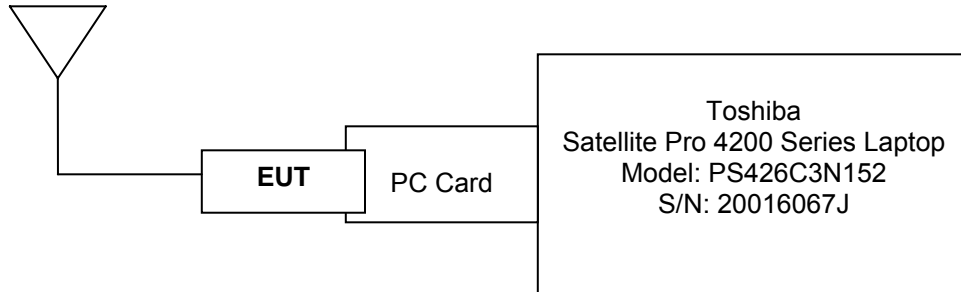 EUT
PC Card
Toshiba
Satellite Pro 4200 Series Laptop
Model: PS426C3N152
S/N: 20016067J